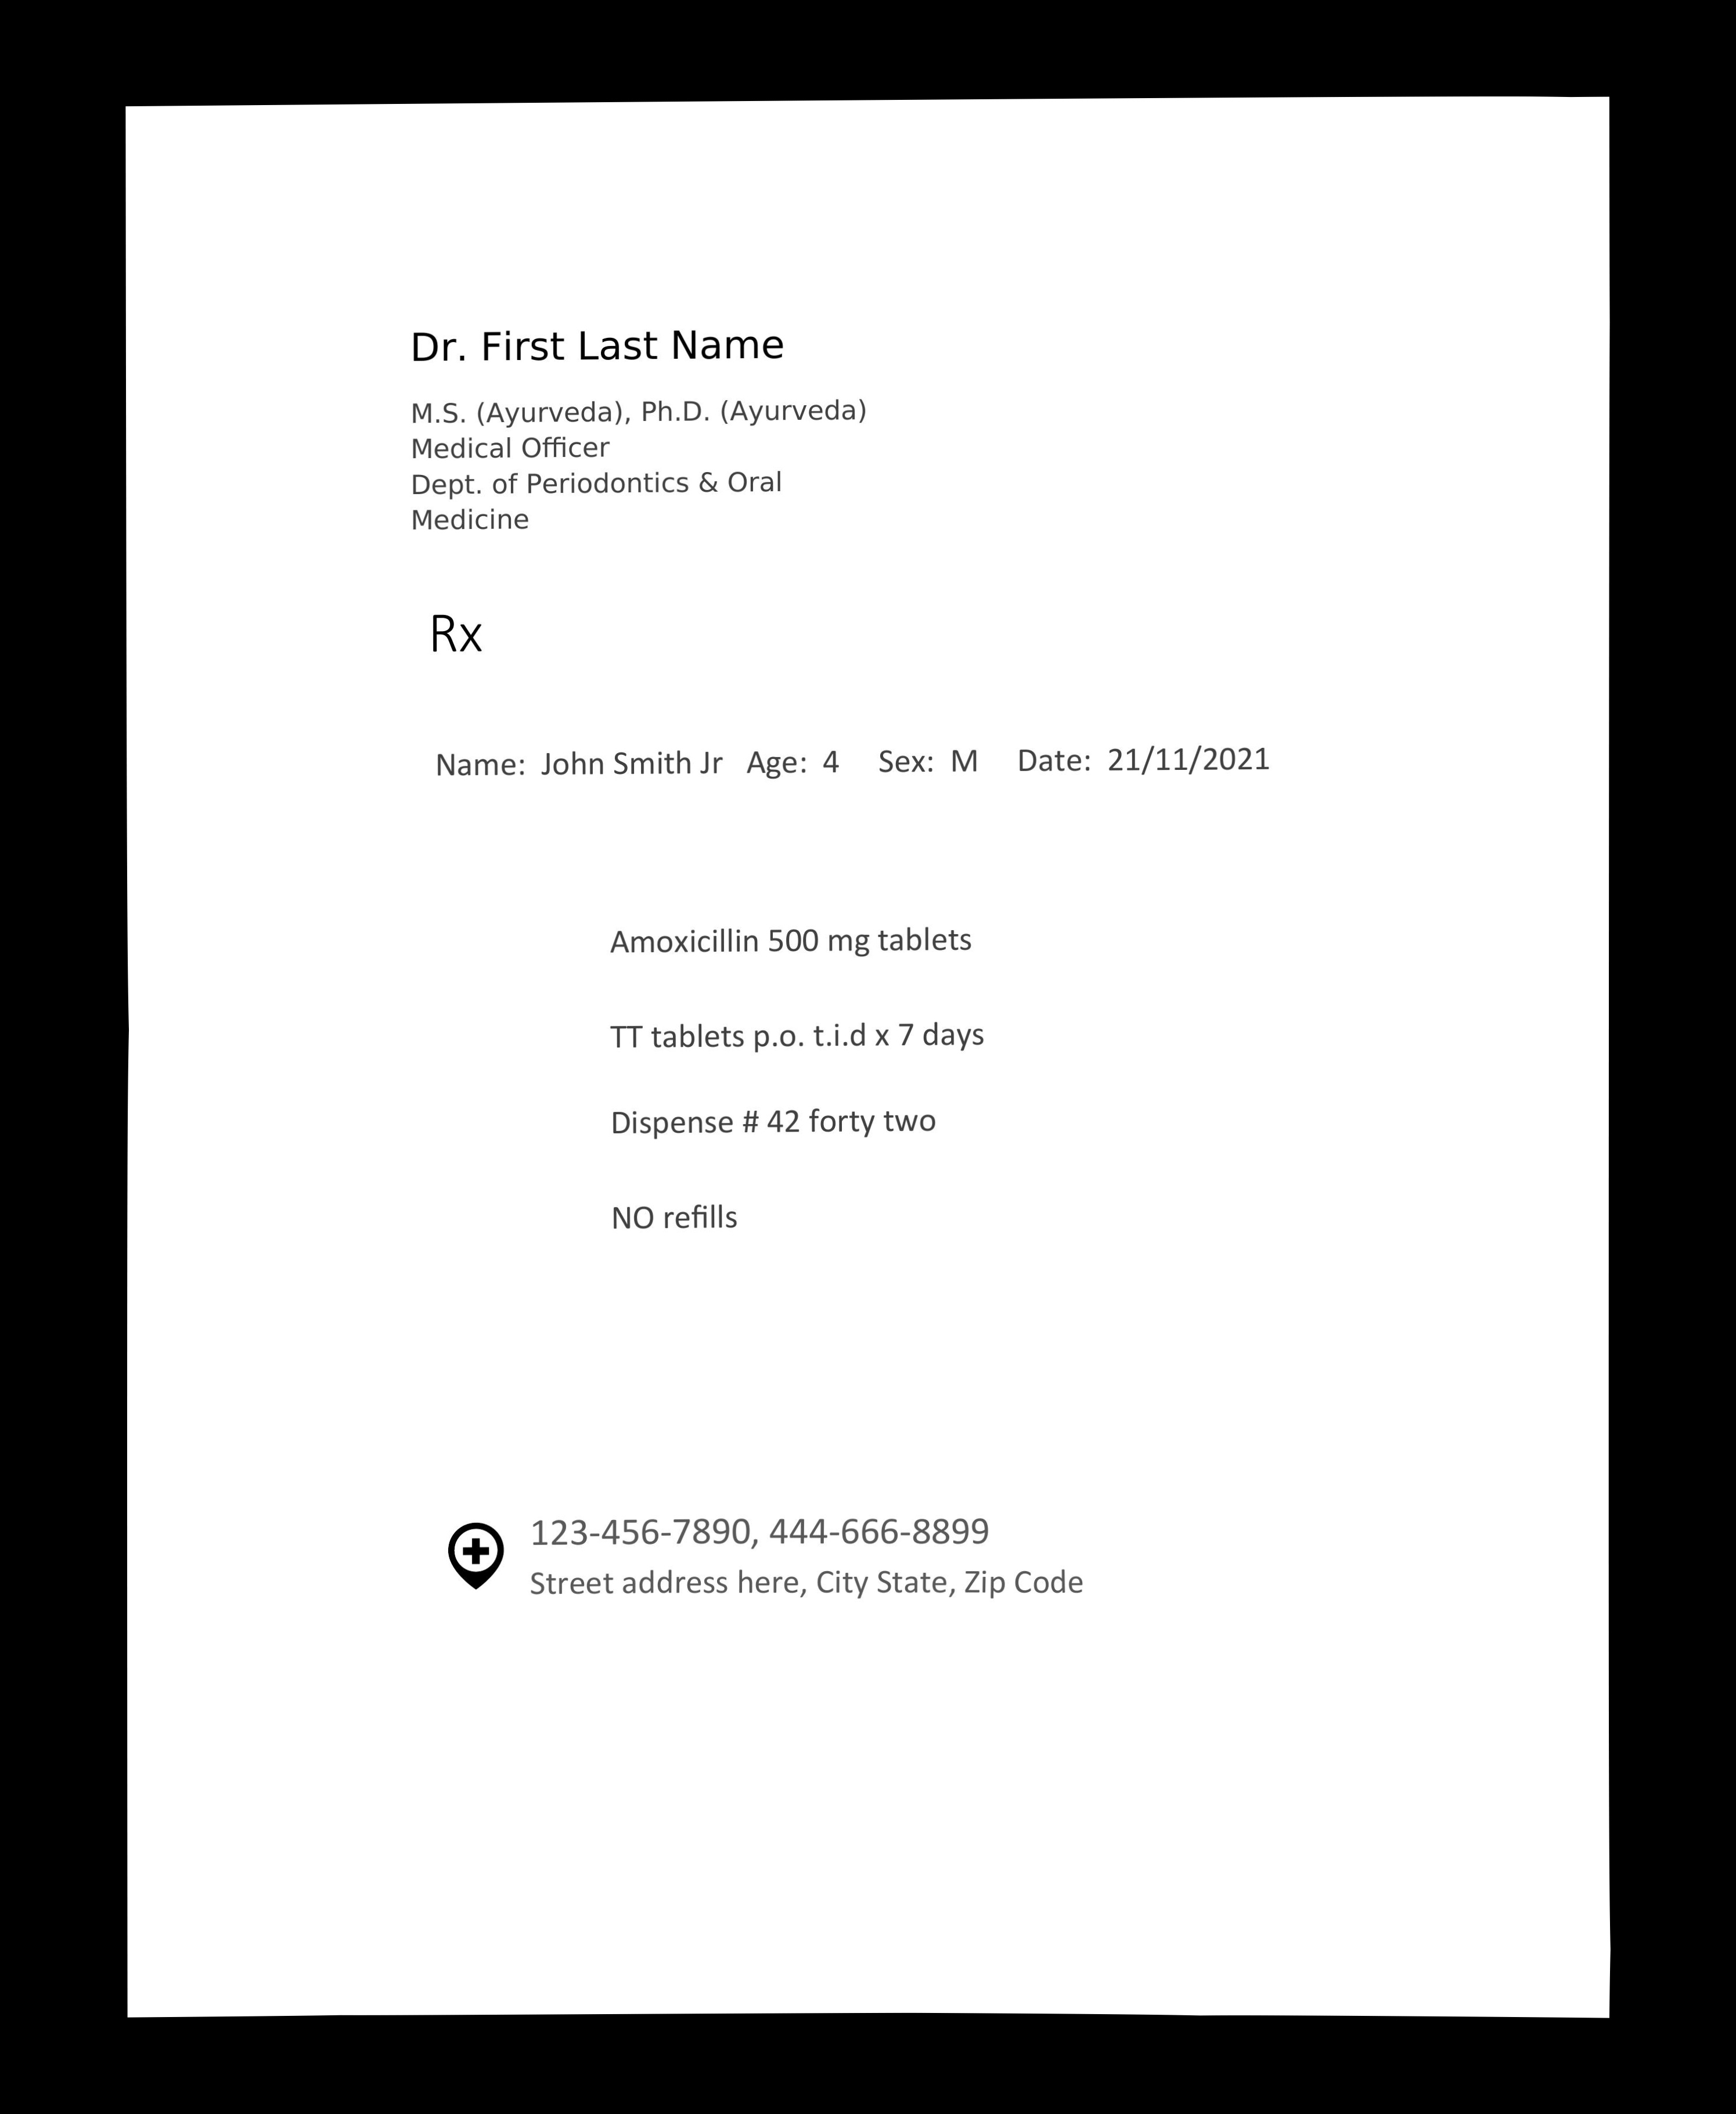 Dr. First Last Name
M.S. (Ayurveda), Ph.D. (Ayurveda)
Medical Officer
Dept. of Periodontics & Oral
Medicine
Rx
Name: John Smith Jr Age: 4 Sex: M Date: 21/11/2021
Amoxicillin 500 mg tablets
TT tablets p.o. t.i.d x 7 days
Dispense # 42 forty two
NO refills
123-456-7890, 444-666-8899
Street address here, City State, Zip Code